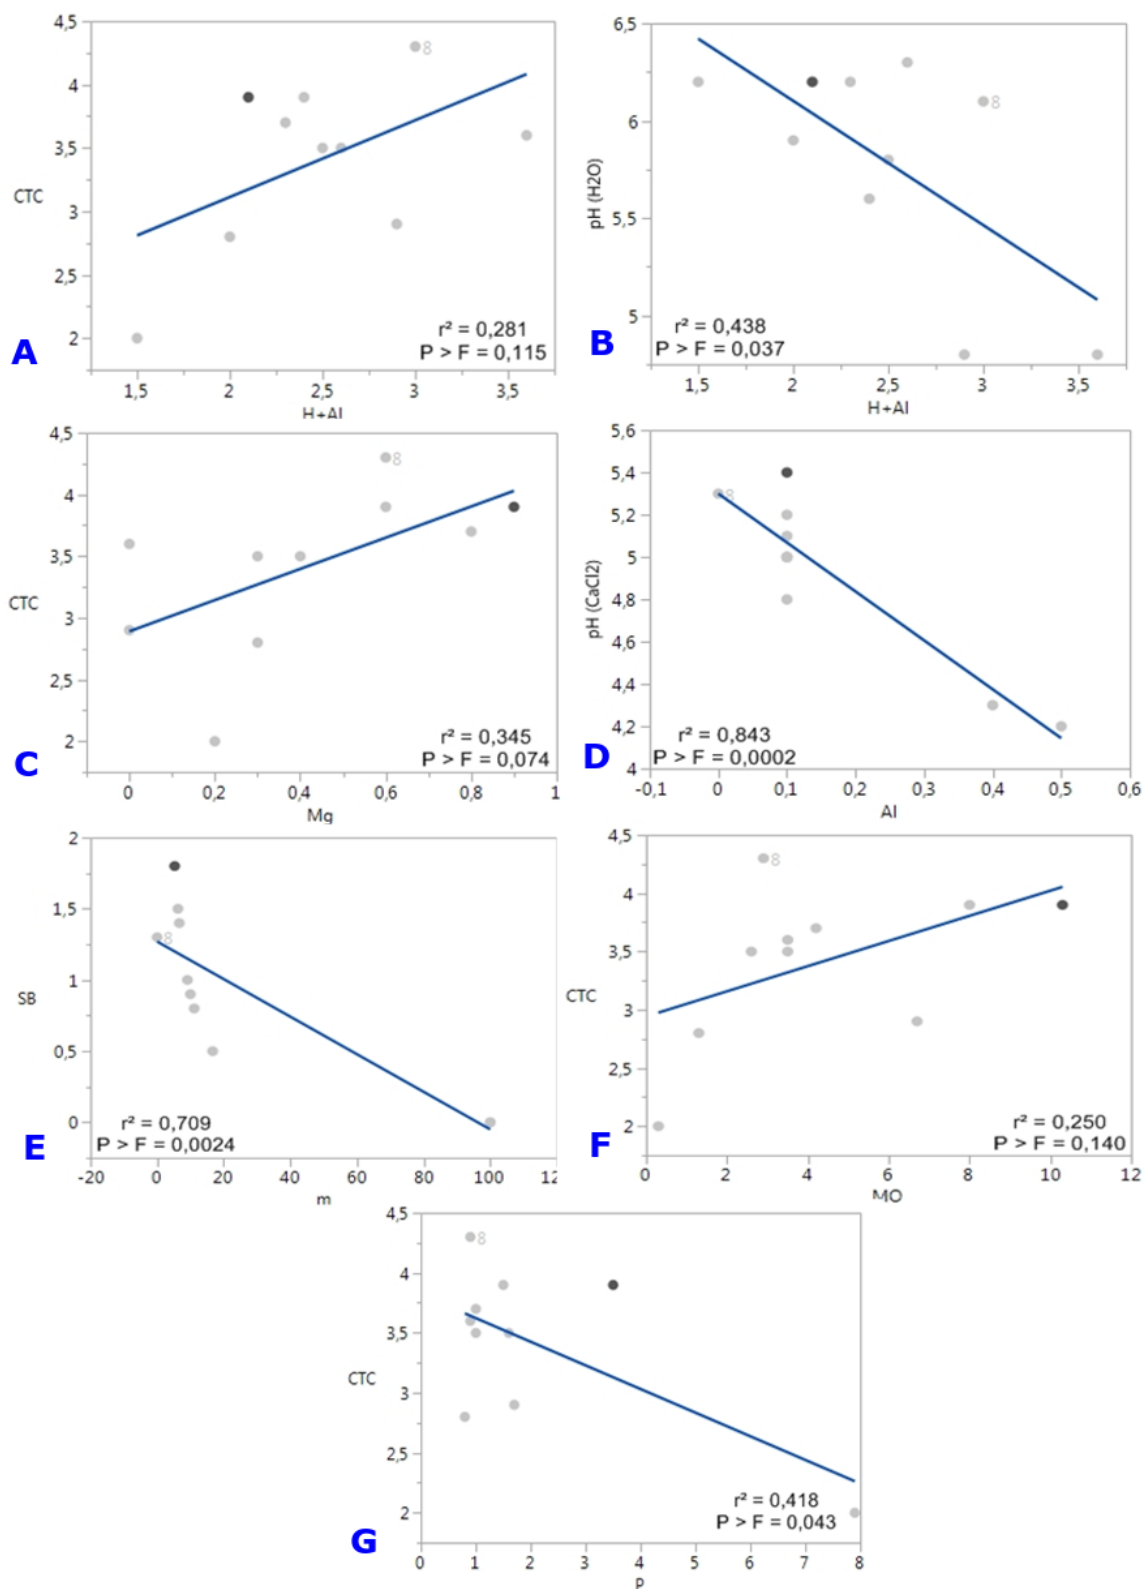 4,5
4
3,5
3
2,5
2
CTC
r² = 0,281
P > F = 0,115
A
1,5
2
2,5
3
3,5
H+Al
6,5
6
5,5
5
pH (H2O)
r² = 0,438
P > F = 0,037
B
1,5
2
2,5
3
3,5
H+Al
4,5
4
3,5
3
2,5
2
CTC
r² = 0,345
P > F = 0,074
C
0
0,2
0,4
0,6
0,8
1
Mg
5,6
5,4
5,2
5
4,8
4,6
4,4
4,2
4
pH (CaCl2)
r² = 0,843
P > F = 0,0002
D
-0,1
0
0,1
0,2
0,3
0,4
0,5
0,6
Al
2
1,5
1
0,5
0
SB
r² = 0,709
P > F = 0,0024
E
-20
0
20
40
60
80
100
12
m
4,5
4
3,5
3
2,5
2
CTC
r² = 0,250
P > F = 0,140
F
0
2
4
6
8
10
12
MO
4,5
4
3,5
3
2,5
2
CTC
r² = 0,418
P > F = 0,043
G
0
1
2
3
4
5
6
7
8
P